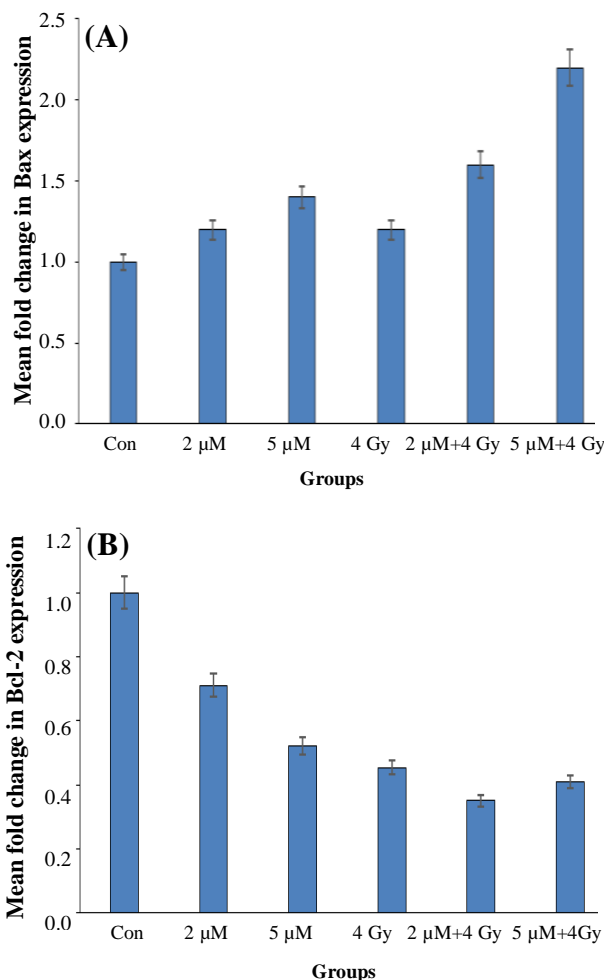 (A)
Mean fold change in Bax expression
2.5
2.0
1.5
1.0
0.5
0.0
Con 2 µM 5 µM 4 Gy 2 µM+4 Gy 5 µM+4 Gy
Groups
(B)
Mean fold change in Bcl-2 expression
1.2
1.0
0.8
0.6
0.4
0.2
0.0
Con 2 µM 5 µM 4 Gy 2 µM+4 Gy 5 µM+4Gy
Groups